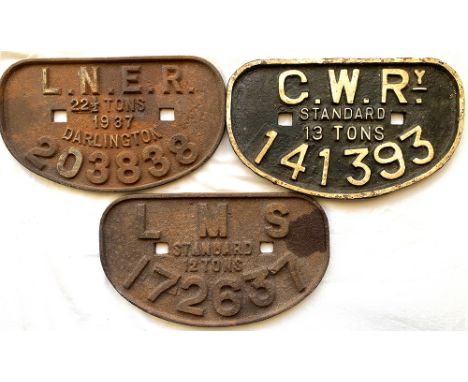 L.N.E.R.
22½ TONS
1937
DARLINGTON
203838
G.W.RY.
STANDARD
13 TONS
141393
L M S
STANDARD
12 TONS
172637